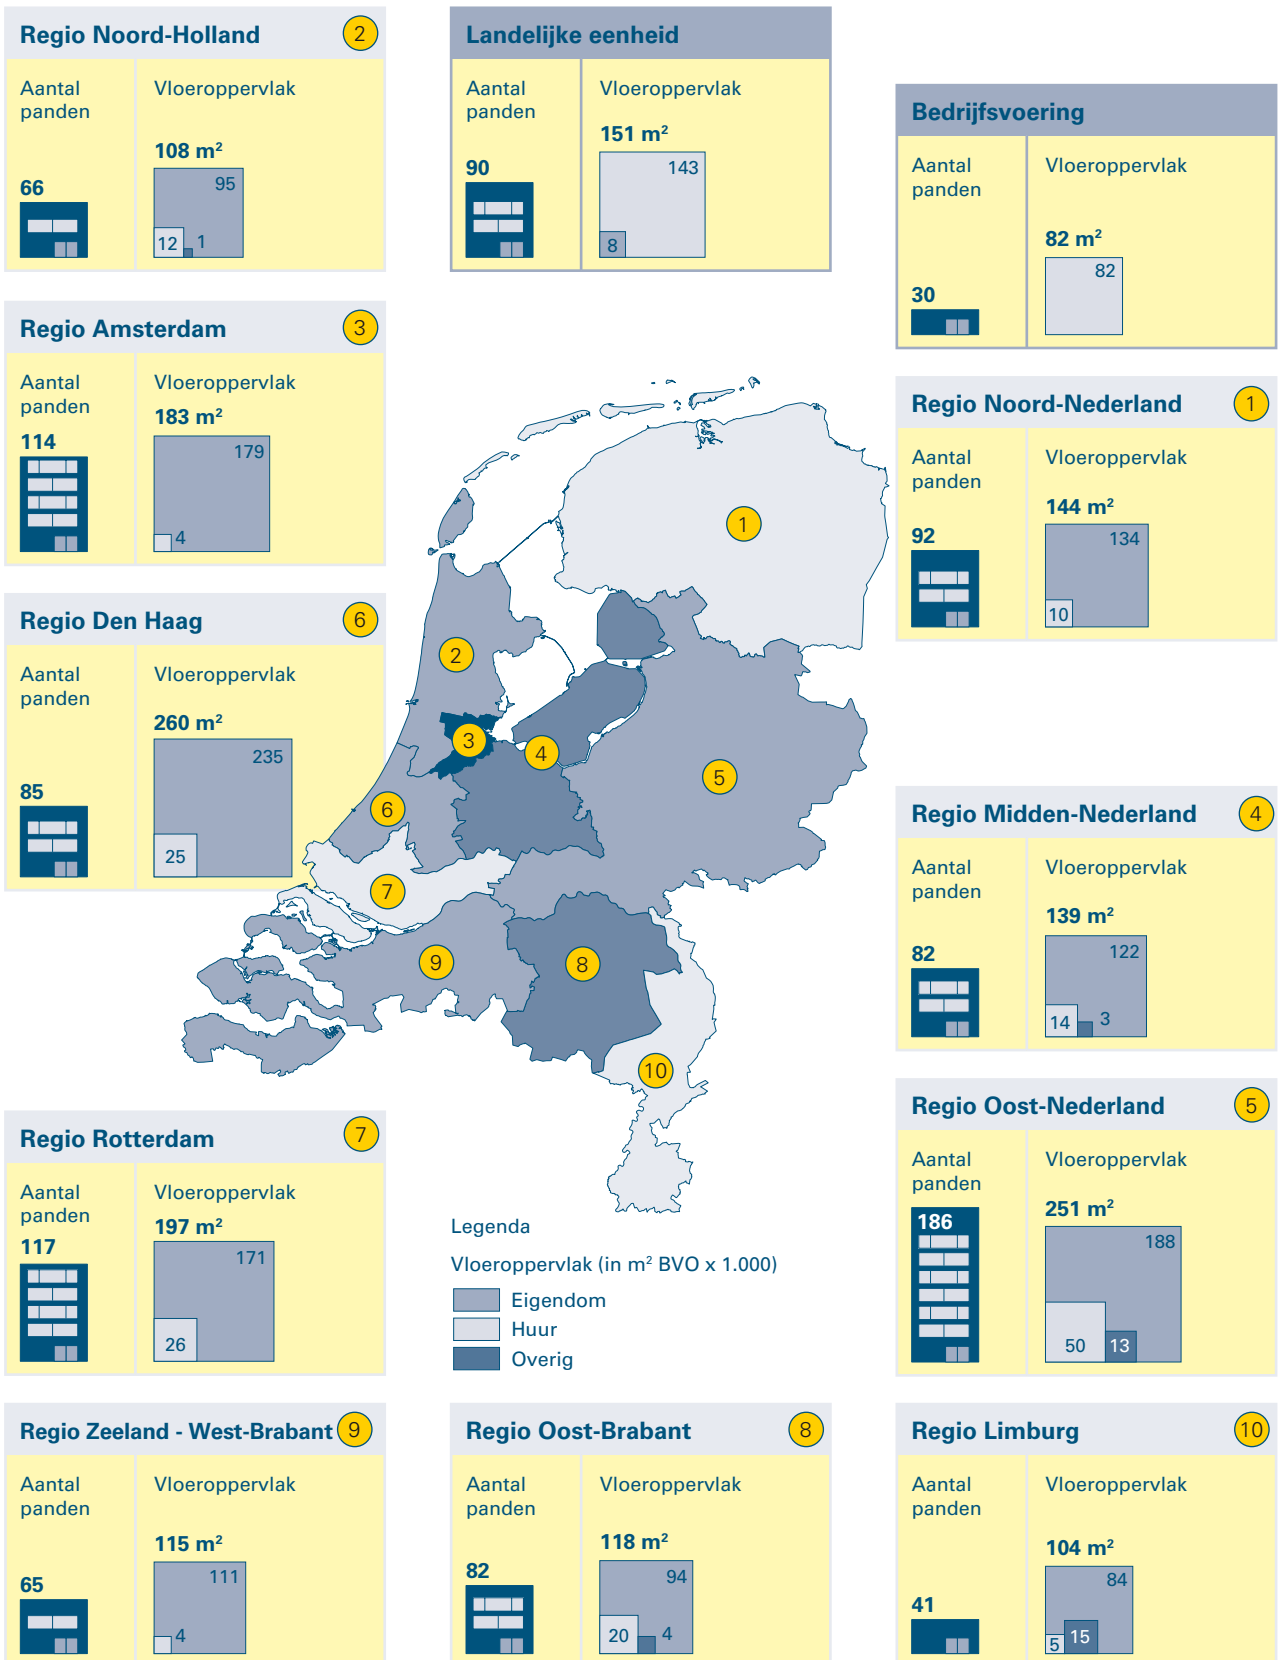 Regio Noord-Holland 2
Aantal panden
Vloeroppervlak
108 m²
66
95
12
1
Landelijke eenheid
Aantal panden
Vloeroppervlak
151 m²
90
143
8
Bedrijfsvoering
Aantal panden
Vloeroppervlak
82 m²
30
82
Regio Amsterdam 3
Aantal panden
Vloeroppervlak
183 m²
114
179
4
Regio Noord-Nederland 1
Aantal panden
Vloeroppervlak
144 m²
92
134
10
Regio Den Haag 6
Aantal panden
Vloeroppervlak
260 m²
85
235
25
1
2
3
4
5
6
7
8
9
10
Regio Midden-Nederland 4
Aantal panden
Vloeroppervlak
139 m²
82
122
14
3
Regio Oost-Nederland 5
Aantal panden
Vloeroppervlak
251 m²
186
188
50
13
Regio Rotterdam 7
Aantal panden
Vloeroppervlak
197 m²
117
171
26
Legenda
Vloeroppervlak (in m² BVO x 1.000)
Eigendom
Huur
Overig
Regio Zeeland - West-Brabant 9
Aantal panden
Vloeroppervlak
115 m²
65
111
4
Regio Oost-Brabant 8
Aantal panden
Vloeroppervlak
118 m²
82
94
20
4
Regio Limburg 10
Aantal panden
Vloeroppervlak
104 m²
41
84
5
15